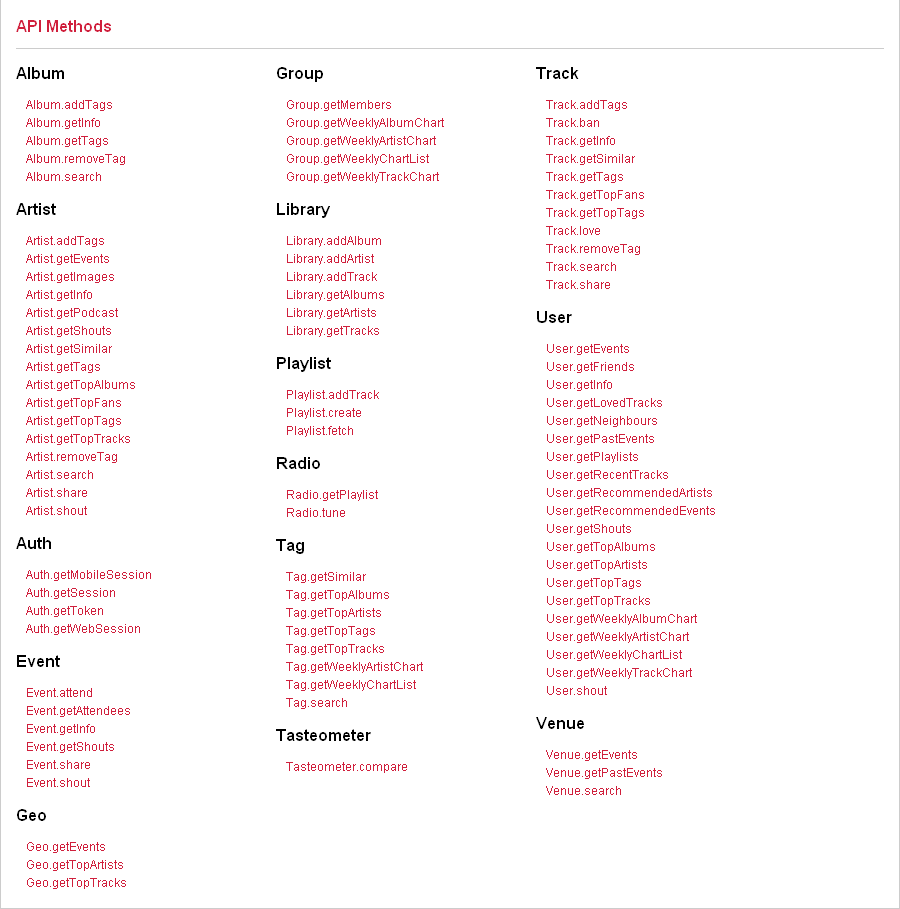 API Methods
Album
Album.addTags
Album.getInfo
Album.getTags
Album.removeTag
Album.search
Artist
Artist.addTags
Artist.getEvents
Artist.getImages
Artist.getInfo
Artist.getPodcast
Artist.getShouts
Artist.getSimilar
Artist.getTags
Artist.getTopAlbums
Artist.getTopFans
Artist.getTopTags
Artist.getTopTracks
Artist.removeTag
Artist.search
Artist.share
Artist.shout
Auth
Auth.getMobileSession
Auth.getSession
Auth.getToken
Auth.getWebSession
Event
Event.attend
Event.getAttendees
Event.getInfo
Event.getShouts
Event.share
Event.shout
Geo
Geo.getEvents
Geo.getTopArtists
Geo.getTopTracks
Group
Group.getMembers
Group.getWeeklyAlbumChart
Group.getWeeklyArtistChart
Group.getWeeklyChartList
Group.getWeeklyTrackChart
Library
Library.addAlbum
Library.addArtist
Library.addTrack
Library.getAlbums
Library.getArtists
Library.getTracks
Playlist
Playlist.addTrack
Playlist.create
Playlist.fetch
Radio
Radio.getPlaylist
Radio.tune
Tag
Tag.getSimilar
Tag.getTopAlbums
Tag.getTopArtists
Tag.getTopTags
Tag.getTopTracks
Tag.getWeeklyArtistChart
Tag.getWeeklyChartList
Tag.search
Tasteometer
Tasteometer.compare
Track
Track.addTags
Track.ban
Track.getInfo
Track.getSimilar
Track.getTags
Track.getTopFans
Track.getTopTags
Track.love
Track.removeTag
Track.search
Track.share
User
User.getEvents
User.getFriends
User.getInfo
User.getLovedTracks
User.getNeighbours
User.getPastEvents
User.getPlaylists
User.getRecentTracks
User.getRecommendedArtists
User.getRecommendedEvents
User.getShouts
User.getTopAlbums
User.getTopArtists
User.getTopTags
User.getTopTracks
User.getWeeklyAlbumChart
User.getWeeklyArtistChart
User.getWeeklyChartList
User.getWeeklyTrackChart
User.shout
Venue
Venue.getEvents
Venue.getPastEvents
Venue.search